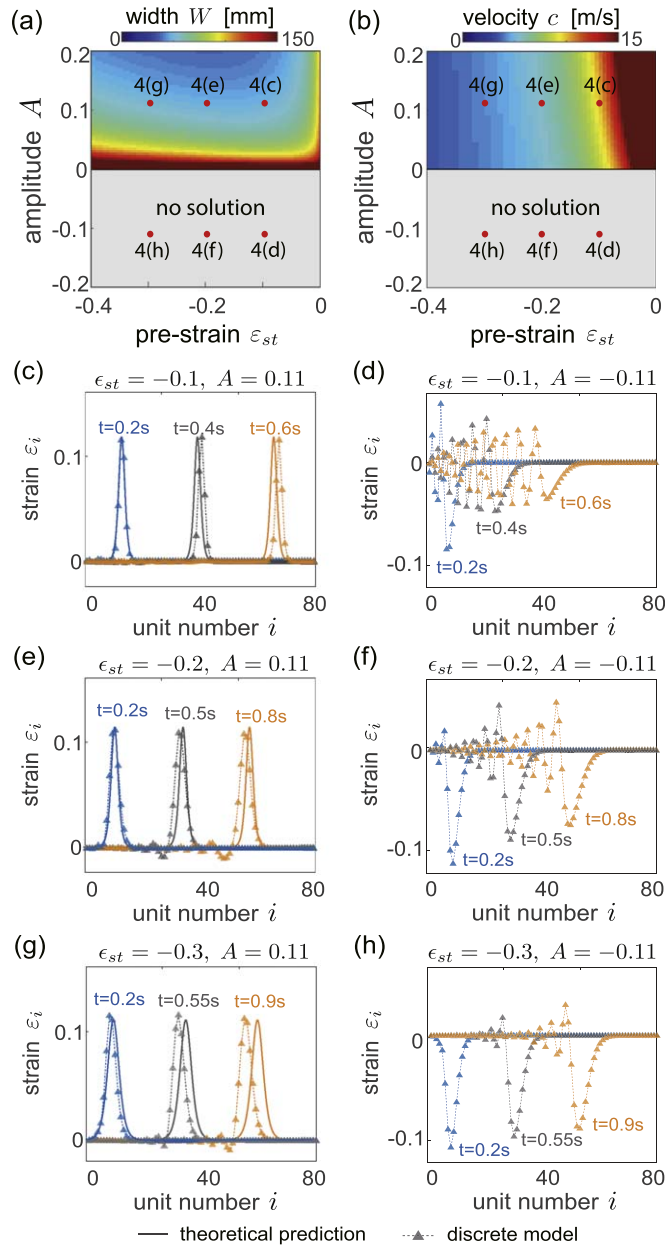 (a) width W [mm] (b) velocity c [m/s]
0 150 0 15
0.2 0.2
4(g) 4(e) 4(c) 4(g) 4(e) 4(c)
0.1 0.1
amplitude A amplitude A
0 0
no solution no solution
-0.1 -0.1
4(h) 4(f) 4(d) 4(h) 4(f) 4(d)
-0.2 -0.2
-0.4 -0.2 0 -0.4 -0.2 0
pre-strain ε_st pre-strain ε_st
(c) ϵ_st = −0.1, A = 0.11 (d) ϵ_st = −0.1, A = −0.11
t=0.2s t=0.4s t=0.6s
0.1
strain ε_i
0
0 40 80
unit number i
0
strain ε_i
-0.1
t=0.2s t=0.4s t=0.6s
0 40 80
unit number i
(e) ϵ_st = −0.2, A = 0.11 (f) ϵ_st = −0.2, A = −0.11
t=0.2s t=0.5s t=0.8s
0.1
strain ε_i
0
0 40 80
unit number i
0
strain ε_i
-0.1
t=0.2s t=0.5s t=0.8s
0 40 80
unit number i
(g) ϵ_st = −0.3, A = 0.11 (h) ϵ_st = −0.3, A = −0.11
t=0.2s t=0.55s t=0.9s
0.1
strain ε_i
0
0 40 80
unit number i
0
strain ε_i
-0.1
t=0.2s t=0.55s t=0.9s
0 40 80
unit number i
theoretical prediction discrete model